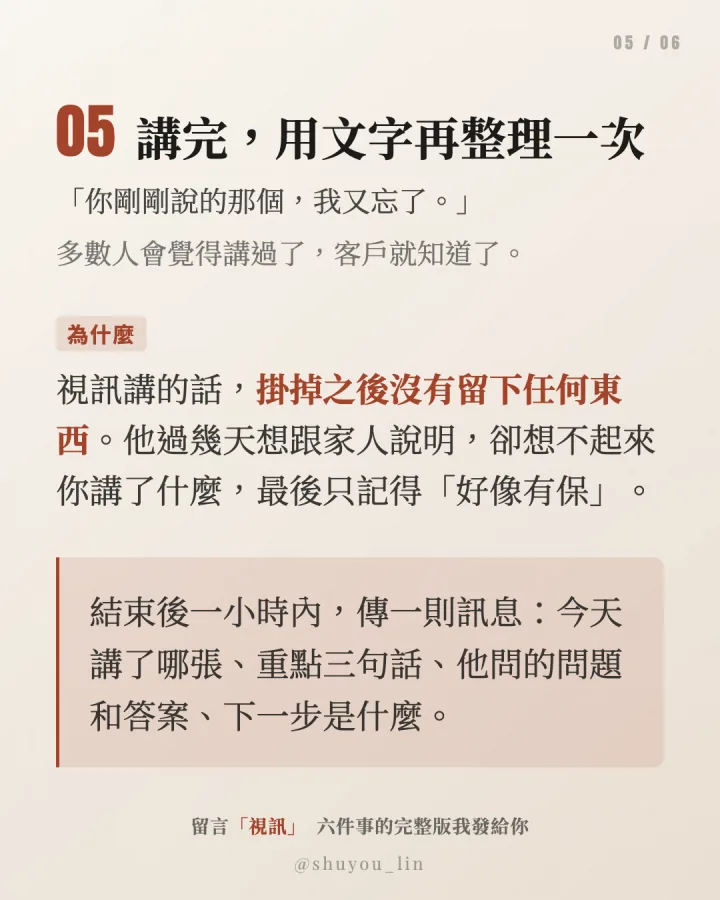 05 / 06
05 講完，用文字再整理一次
「你剛剛說的那個，我又忘了。」
多數人會覺得講過了，客戶就知道了。
為什麼
視訊講的話，掛掉之後沒有留下任何東
西。他過幾天想跟家人說明，卻想不起來
你講了什麼，最後只記得「好像有保」。
結束後一小時內，傳一則訊息：今天
講了哪張、重點三句話、他問的問題
和答案、下一步是什麼。
留言「視訊」 六件事的完整版我發給你
@shuyou_lin